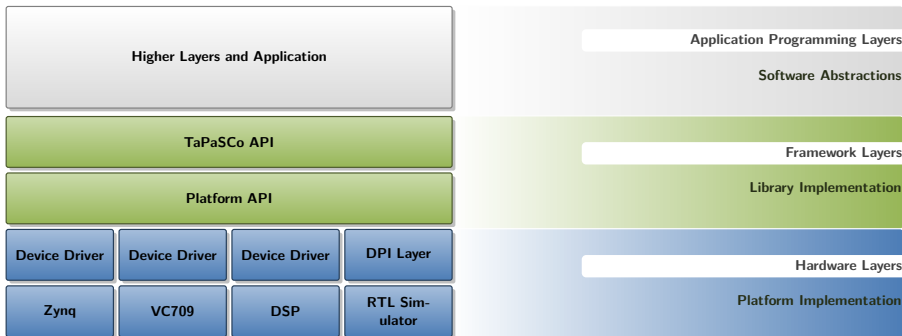 Higher Layers and Application
Application Programming Layers
Software Abstractions
TaPaSCo API
Framework Layers
Platform API
Library Implementation
Device Driver
Device Driver
Device Driver
DPI Layer
Hardware Layers
Zynq
VC709
DSP
RTL Sim-
ulator
Platform Implementation